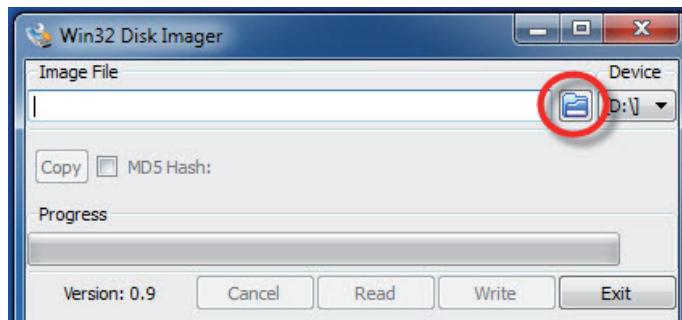 Win32 Disk Imager
Image File Device
[D:\]
Copy MD5 Hash:
Progress
Version: 0.9 Cancel Read Write Exit